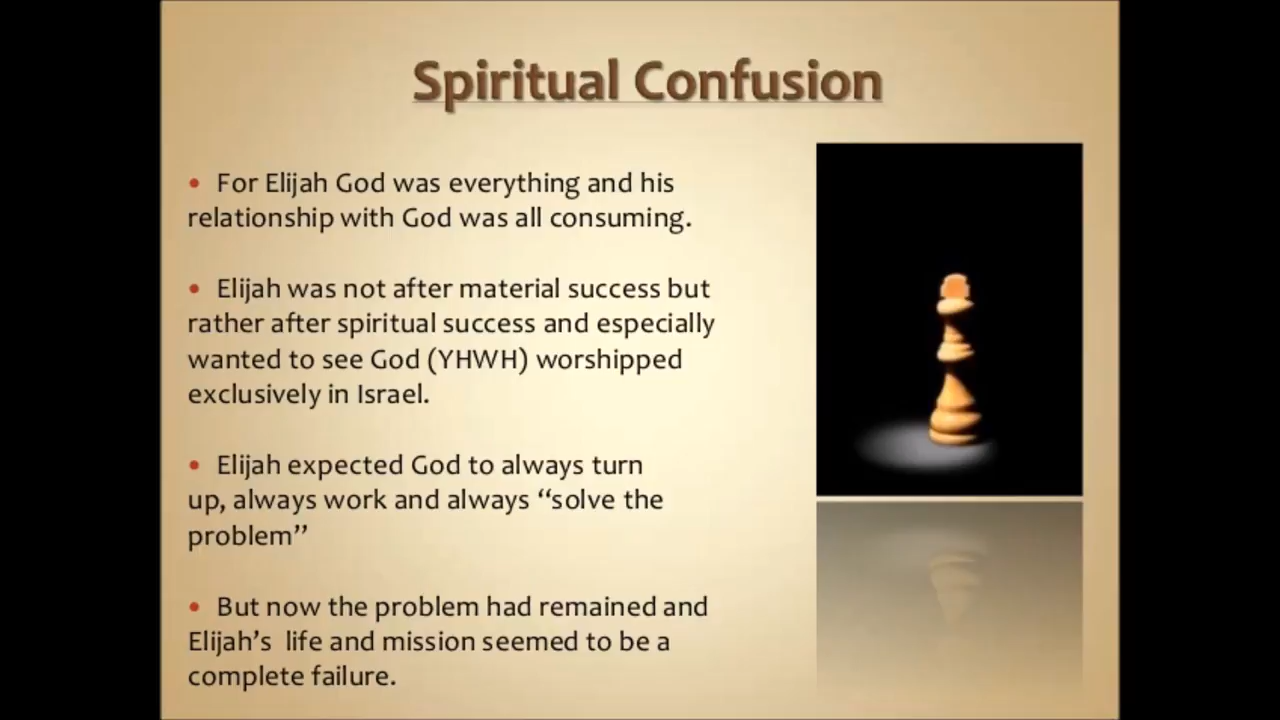 Spiritual Confusion
• For Elijah God was everything and his
relationship with God was all consuming.
• Elijah was not after material success but
rather after spiritual success and especially
wanted to see God (YHWH) worshipped
exclusively in Israel.
• Elijah expected God to always turn
up, always work and always “solve the
problem”
• But now the problem had remained and
Elijah’s  life and mission seemed to be a
complete failure.